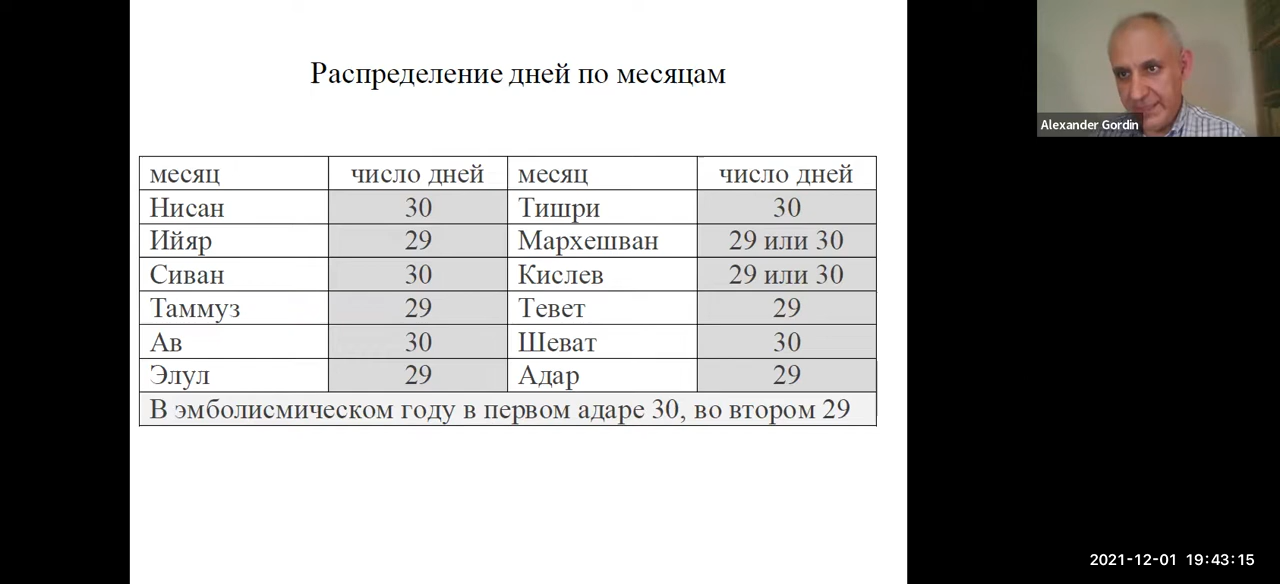 Распределение дней по месяцам
Alexander Gordin
месяц число дней месяц число дней
Нисан 30 Тишри 30
Ийяр 29 Мархешван 29 или 30
Сиван 30 Кислев 29 или 30
Таммуз 29 Тевет 29
Ав 30 Шеват 30
Элул 29 Адар 29
В эмболисмическом году в первом адаре 30, во втором 29
2021-12-01 19:43:15